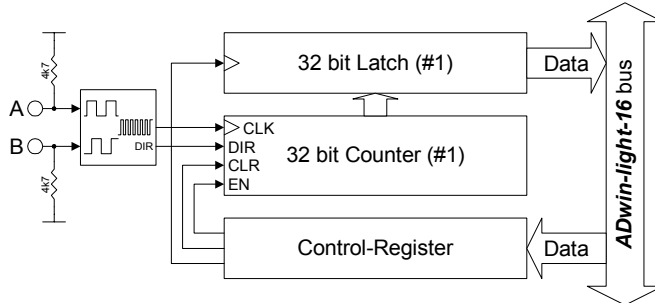 4k7
A
B
4k7
DIR
32 bit Latch (#1)
Data
CLK
DIR
CLR
EN
32 bit Counter (#1)
Control-Register
Data
ADwin-light-16 bus